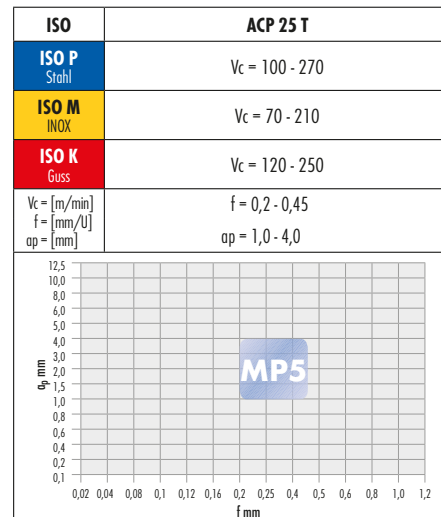 ISO ACP 25 T
ISO P
Stahl
Vc = 100 - 270
ISO M
INOX
Vc = 70 - 210
ISO K
Guss
Vc = 120 - 250
Vc = [m/min]
f = [mm/U]
ap = [mm]
f = 0,2 - 0,45
ap = 1,0 - 4,0
12,5
10,0
8,0
6,0
5,0
4,0
3,0
2,0
1,5
1,0
0,8
0,6
0,4
0,2
0,1
ap mm
MP5
0,02 0,04 0,1 0,12 0,16 0,2 0,25 0,4 0,5 0,6 0,8 1,0 1,2
f mm